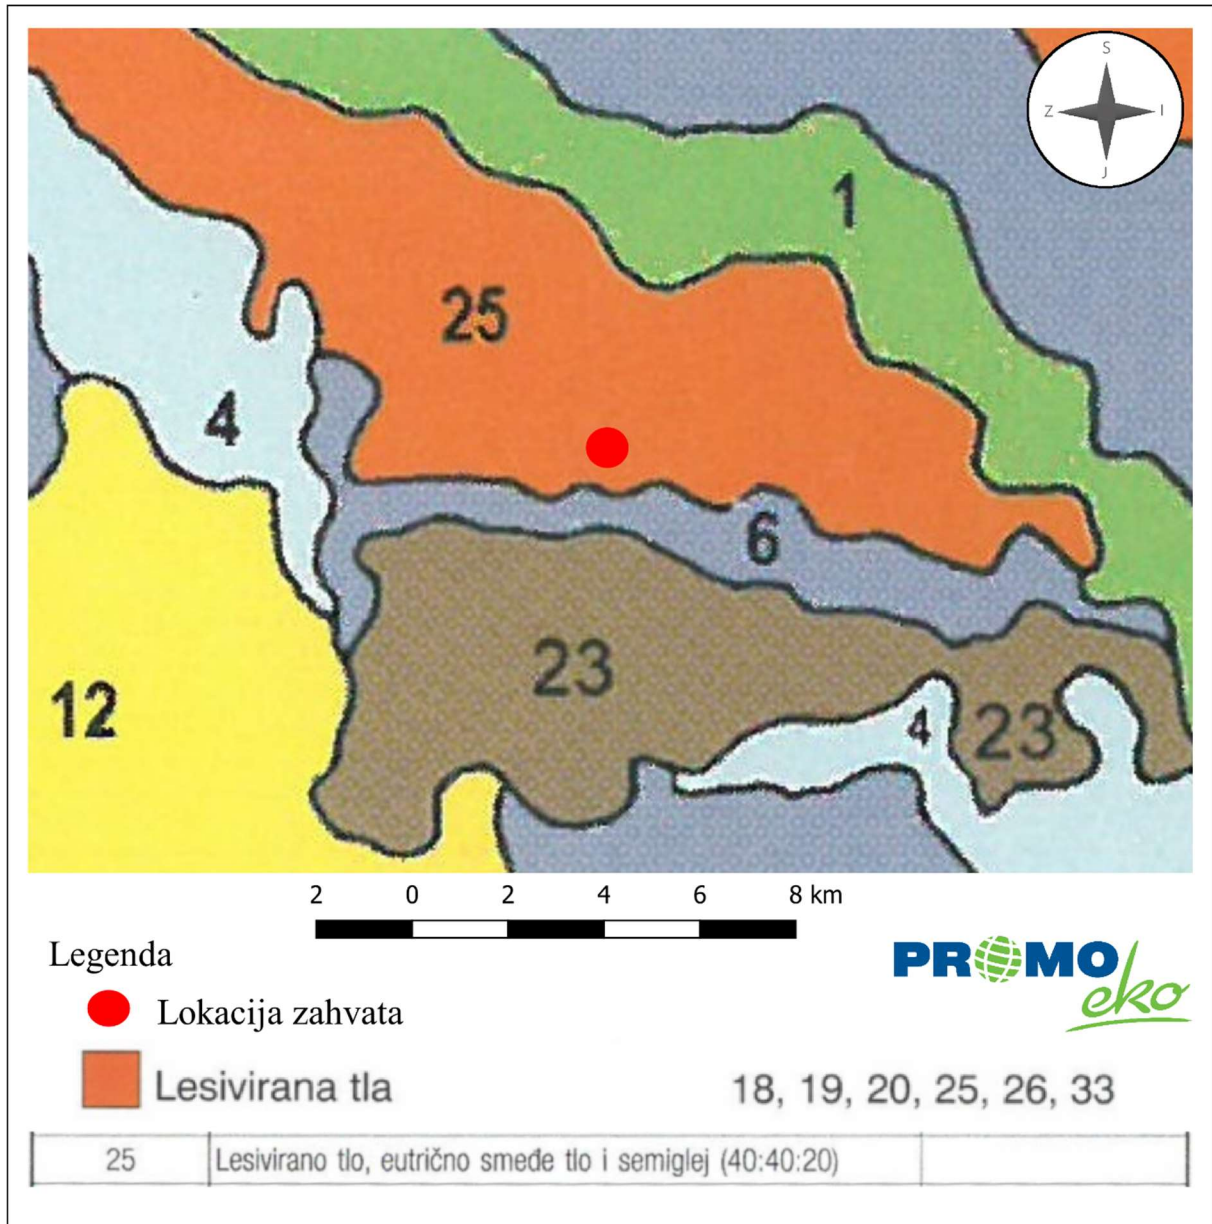 S
Z I
J
1
25
4
6
23
12
4
23
2 0 2 4 6 8 km
Legenda
PROMO
eko
Lokacija zahvata
Lesivirana tla 18, 19, 20, 25, 26, 33
25 Lesivirano tlo, eutrično smeđe tlo i semiglej (40:40:20)